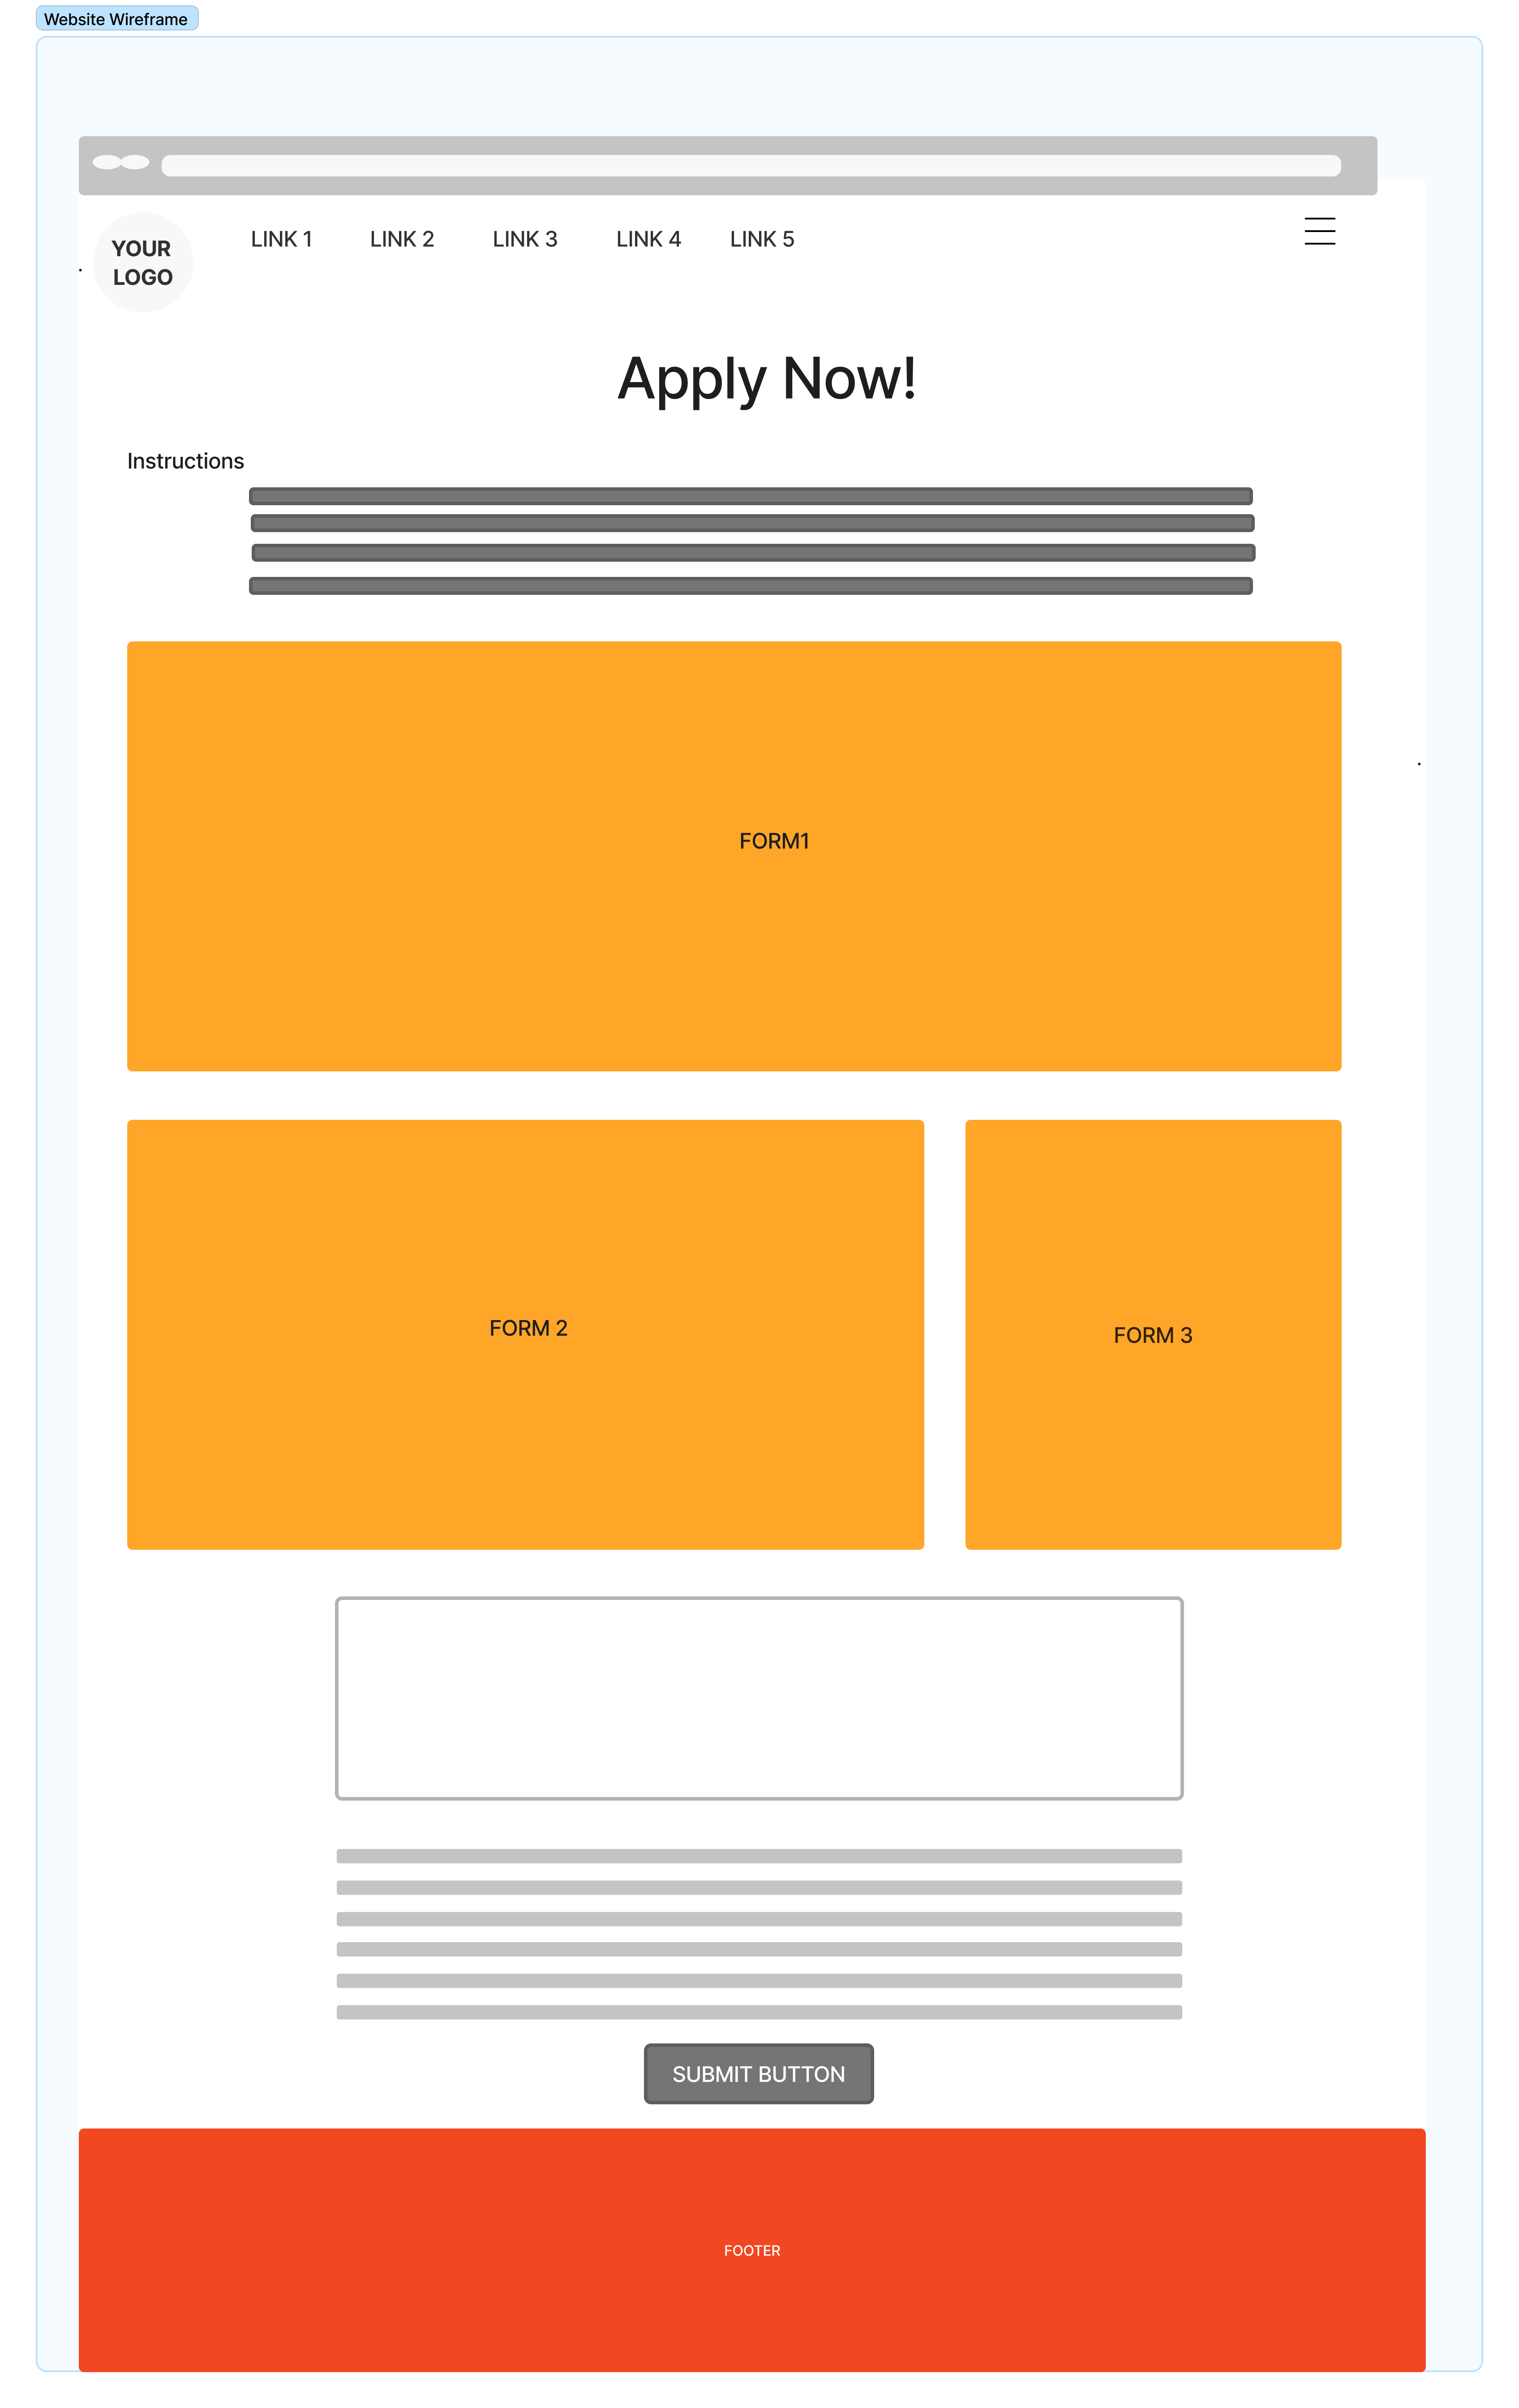 Website Wireframe
YOUR
LOGO
LINK 1
LINK 2
LINK 3
LINK 4
LINK 5
Apply Now!
Instructions
FORM1
FORM 2
FORM 3
SUBMIT BUTTON
FOOTER